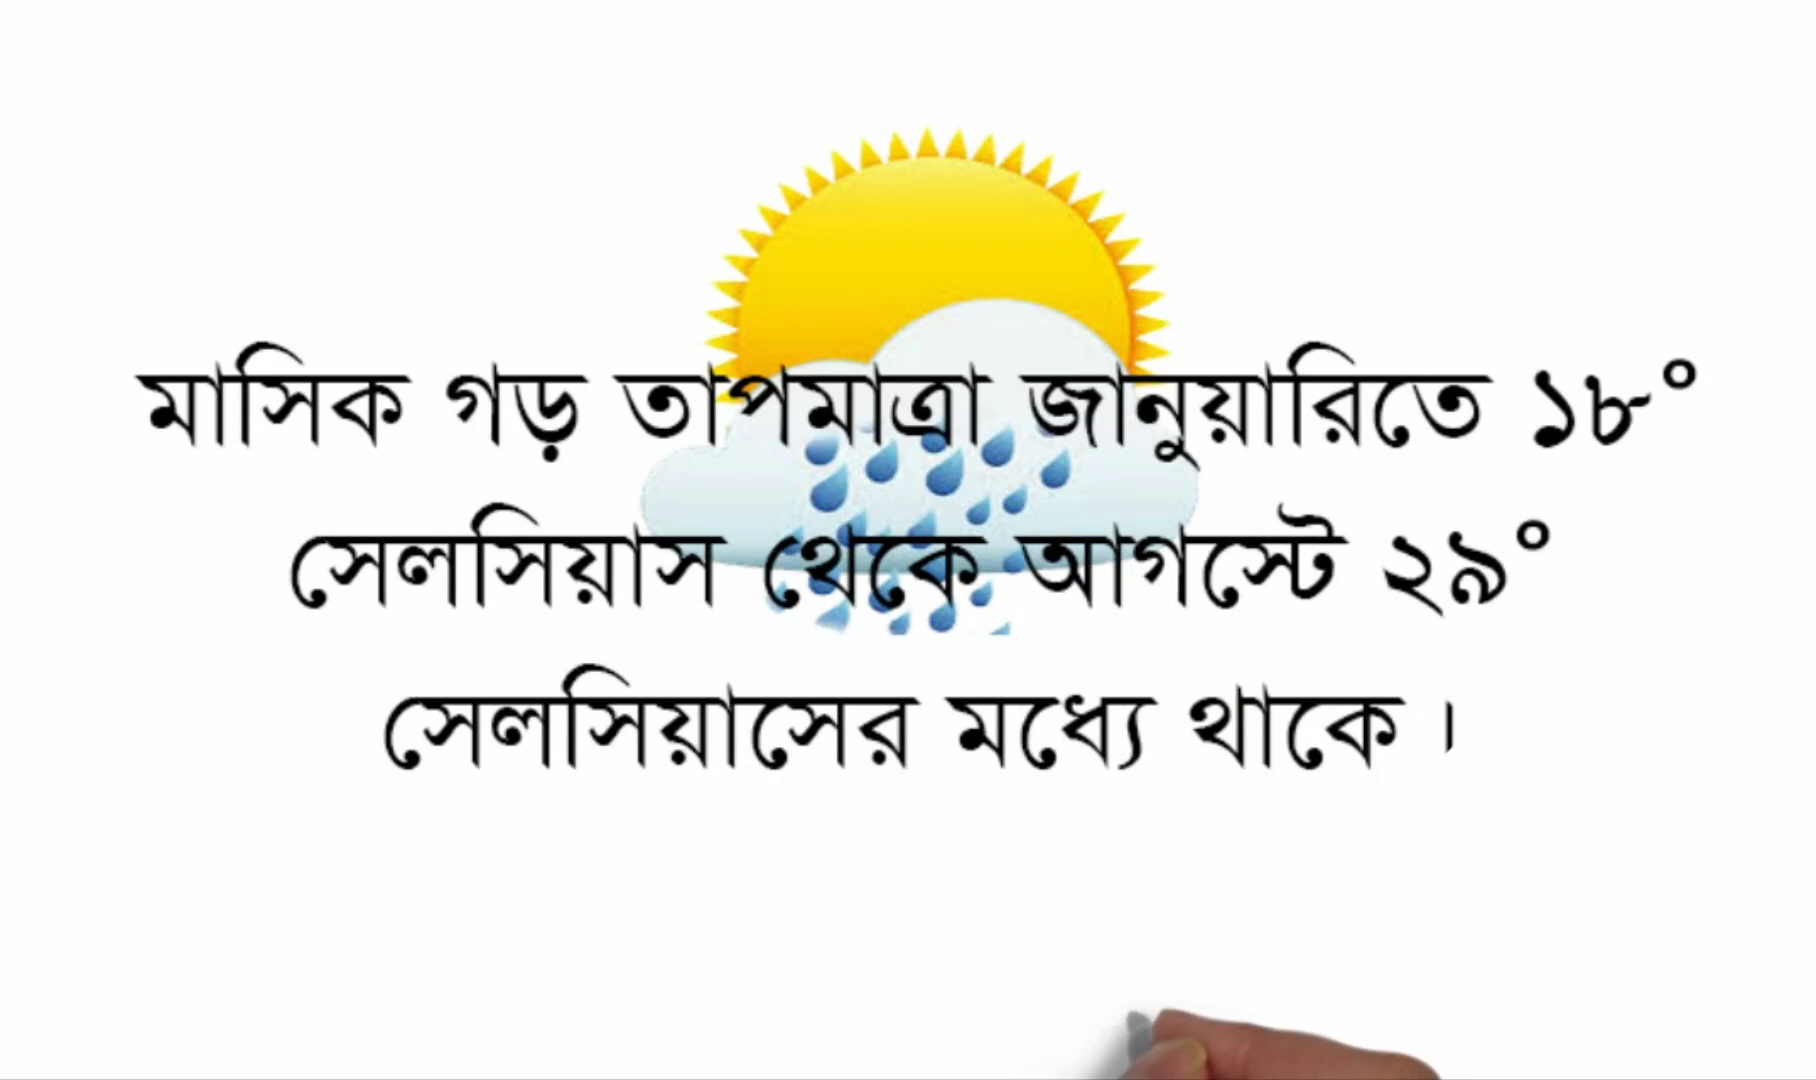 মাসিক গড় তাপমাত্রা জানুয়ারিতে ১৮°
সেলসিয়াস থেকে আগস্টে ২৯°
সেলসিয়াসের মধ্যে থাকে।